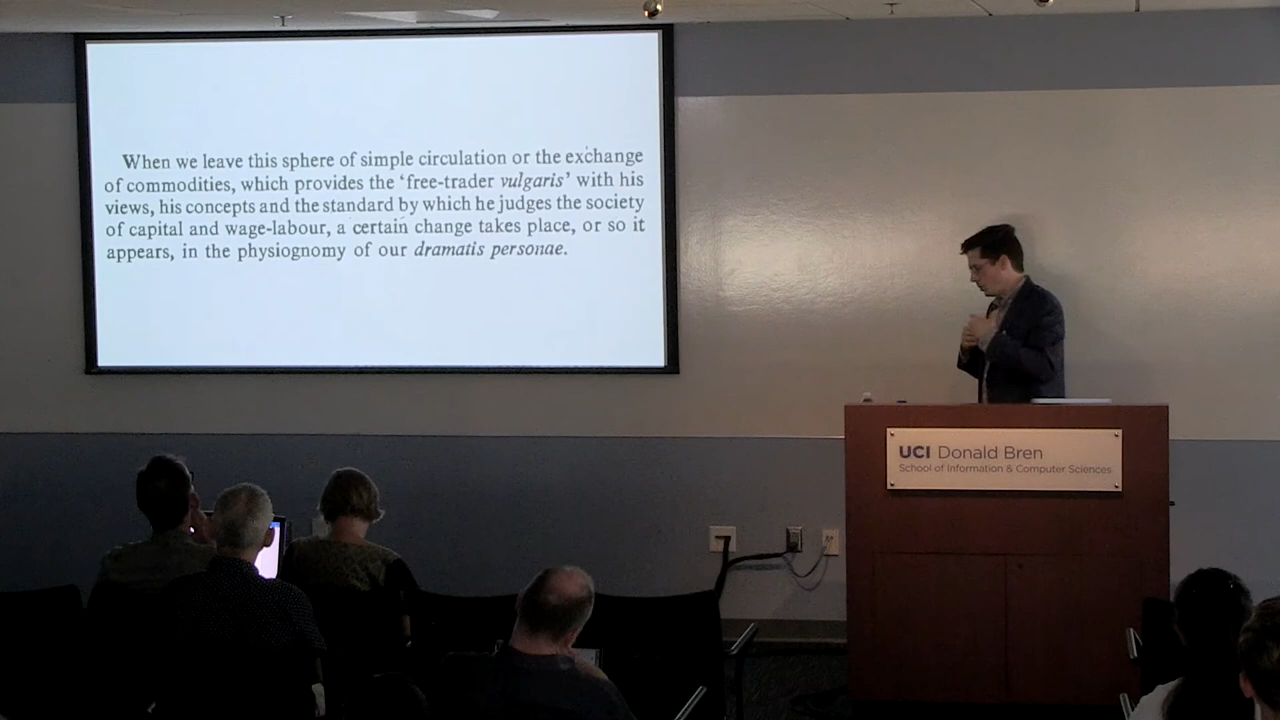 When we leave this sphere of simple circulation or the exchange
of commodities, which provides the ‘free-trader vulgaris’ with his
views, his concepts and the standard by which he judges the society
of capital and wage-labour, a certain change takes place, or so it
appears, in the physiognomy of our dramatis personae.
UCI Donald Bren
School of Information & Computer Sciences